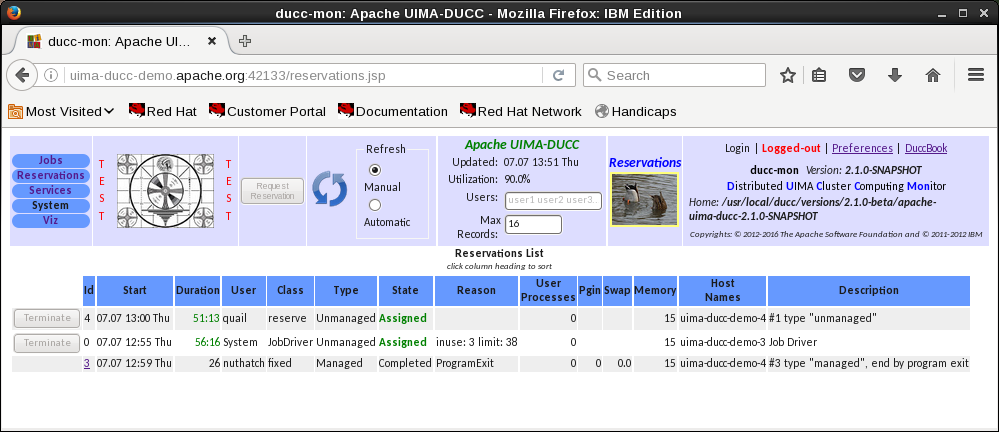 ducc-mon: Apache UIMA-DUCC - Mozilla Firefox: IBM Edition
ducc-mon: Apache UI...
uima-ducc-demo.apache.org:42133/reservations.jsp
Search
Most Visited
Red Hat
Customer Portal
Documentation
Red Hat Network
Handicaps
Jobs
Reservations
Services
System
Viz
T
E
S
T
T
E
S
T
Request
Reservation
Refresh
Manual
Automatic
Apache UIMA-DUCC
Updated: 07.07 13:51 Thu
Utilization: 90.0%
Users: user1 user2 user3..
Max
Records: 16
Reservations
Login | Logged-out | Preferences | DuccBook
ducc-mon Version: 2.1.0-SNAPSHOT
Distributed UIMA Cluster Computing Monitor
Home: /usr/local/ducc/versions/2.1.0-beta/apache-
uima-ducc-2.1.0-SNAPSHOT
Copyrights: © 2012-2016 The Apache Software Foundation and © 2011-2012 IBM
Reservations List
click column heading to sort
Id Start Duration User Class Type State Reason User Processes Pgin Swap Memory Host Names Description
Terminate 4 07.07 13:00 Thu 51:13 quail reserve Unmanaged Assigned 0 15 uima-ducc-demo-4 #1 type "unmanaged"
Terminate 0 07.07 12:55 Thu 56:16 System JobDriver Unmanaged Assigned inuse: 3 limit: 38 0 15 uima-ducc-demo-3 Job Driver
3 07.07 12:59 Thu 26 nuthatch fixed Managed Completed ProgramExit 0 0 0.0 15 uima-ducc-demo-4 #3 type "managed", end by program exit